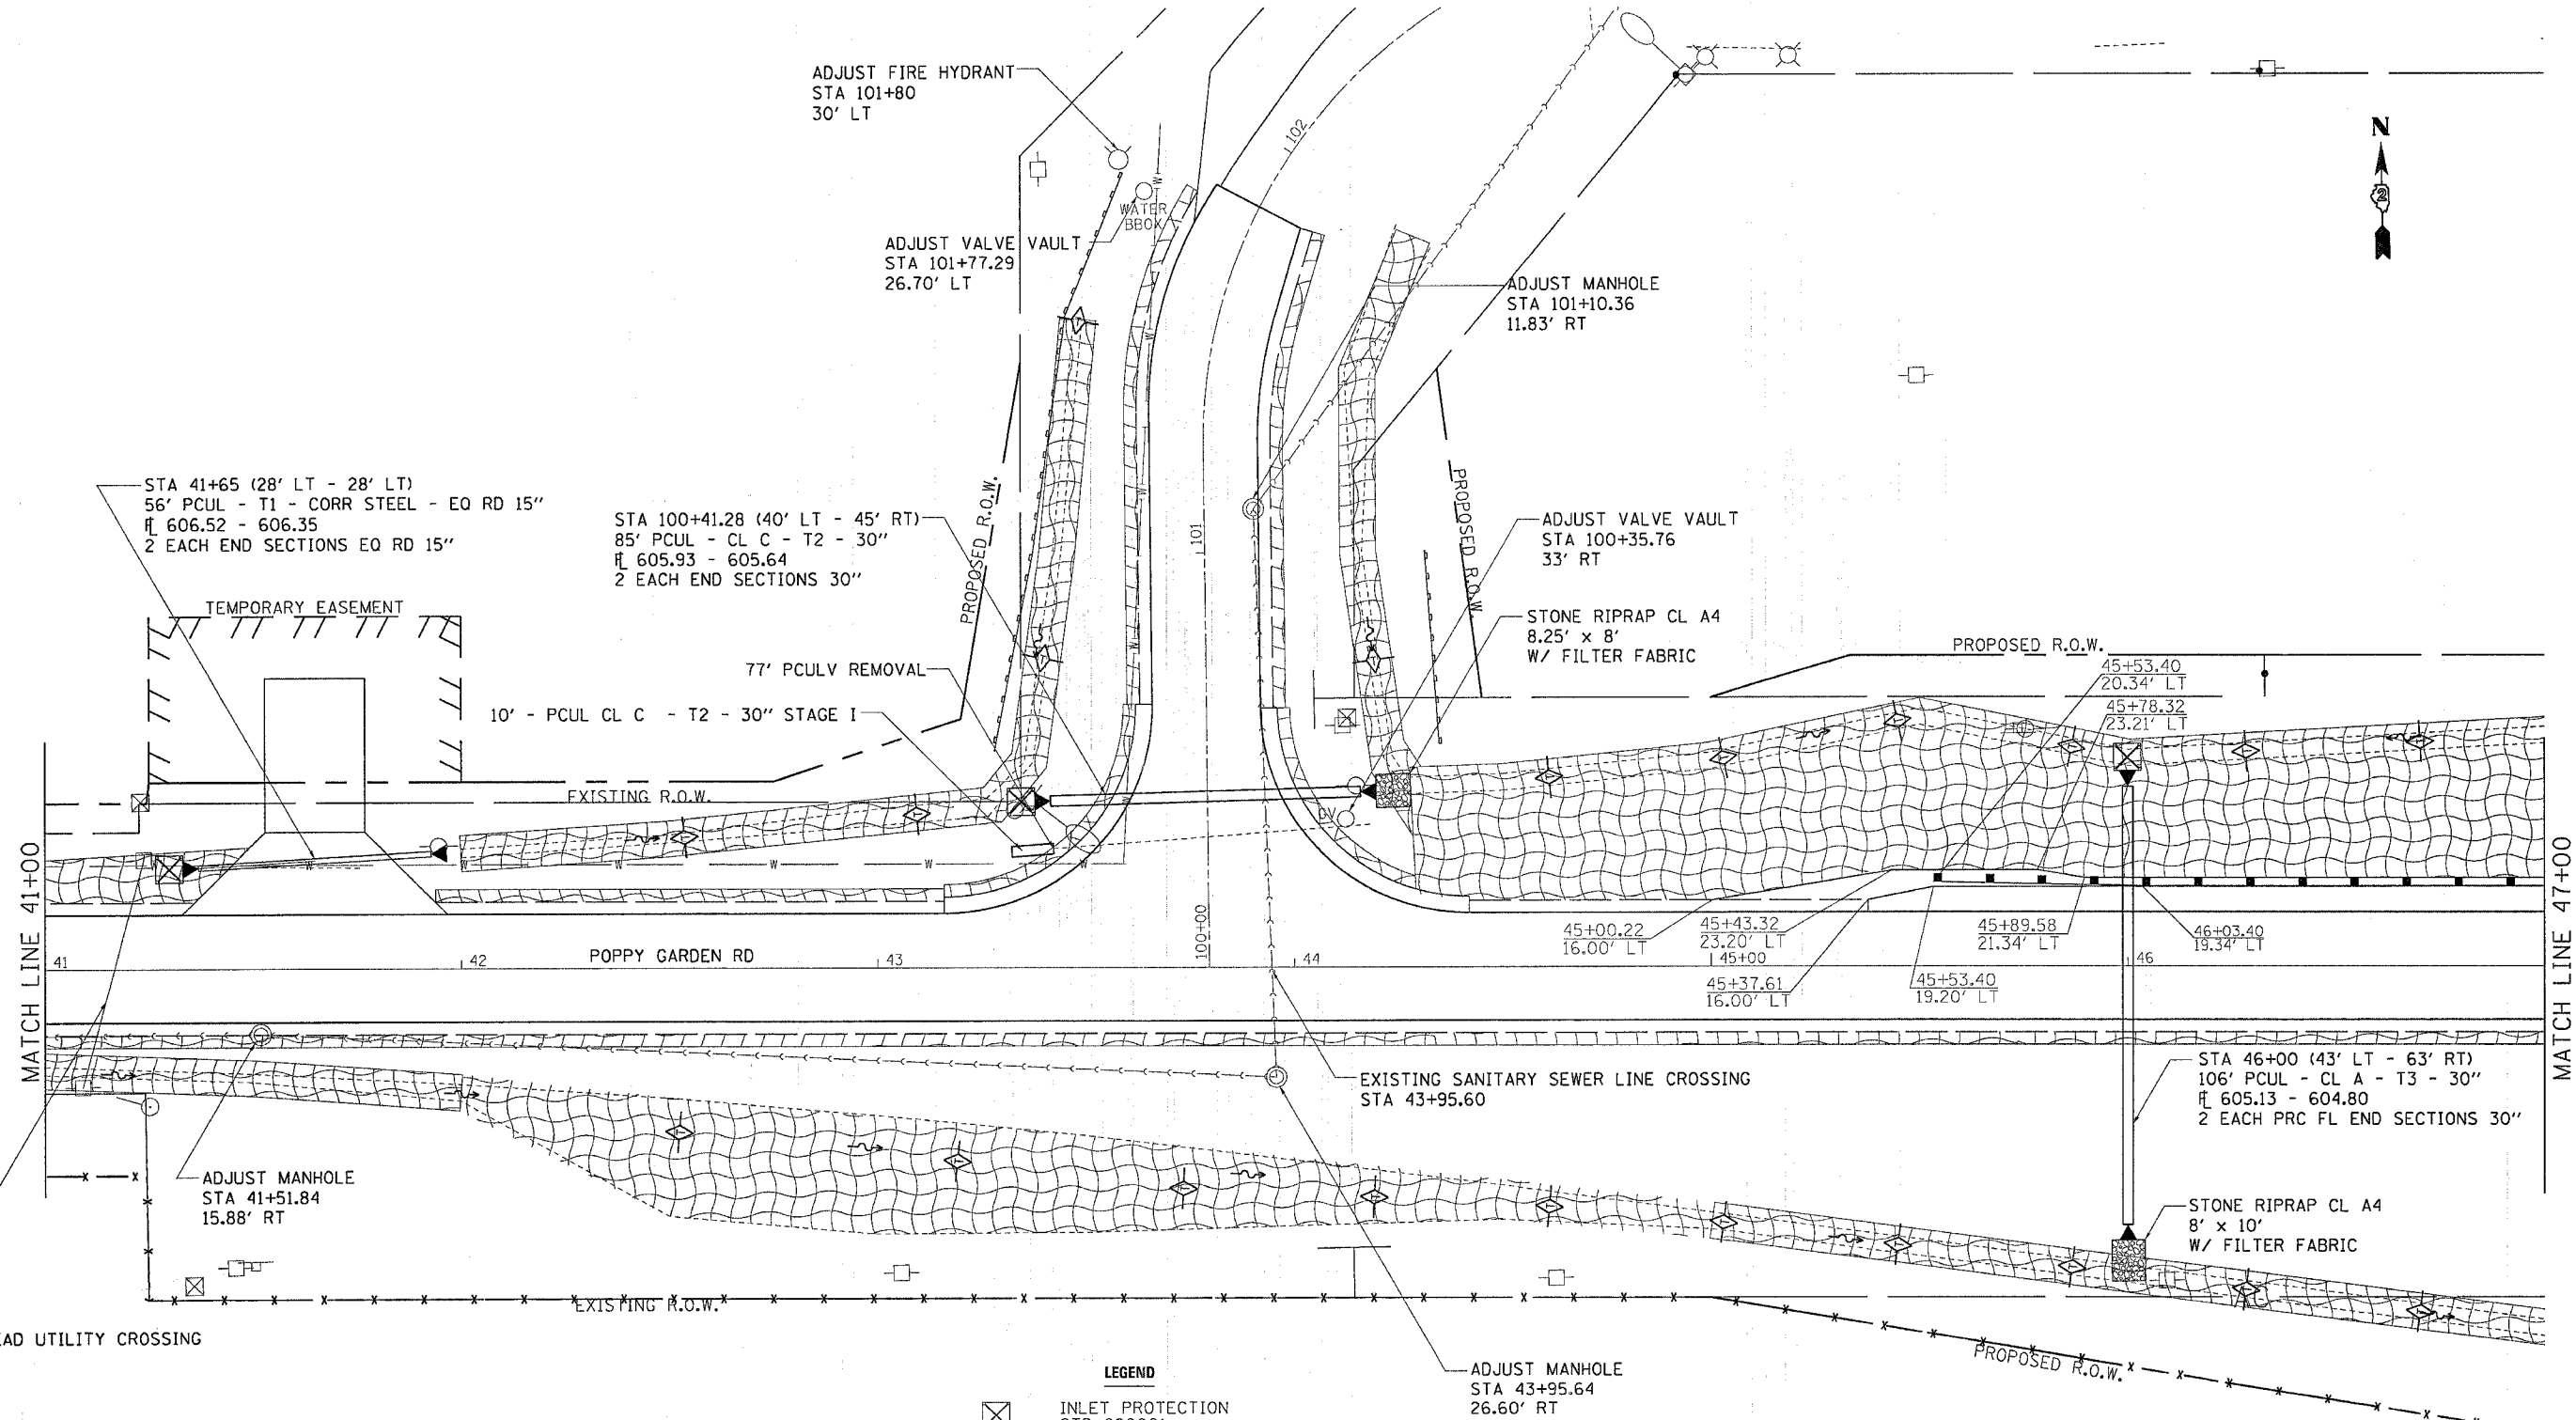 ADJUST FIRE HYDRANT
STA 101+80
30' LT
102
N
2
WATER
BBOX
ADJUST VALVE VAULT
STA 101+77.29
26.70' LT
ADJUST MANHOLE
STA 101+10.36
11.83' RT
W
STA 41+65 (28' LT - 28' LT)
56' PCUL - T1 - CORR STEEL - EQ RD 15"
FL 606.52 - 606.35
2 EACH END SECTIONS EQ RD 15"
STA 100+41.28 (40' LT - 45' RT)
85' PCUL - CL C - T2 - 30"
FL 605.93 - 605.64
2 EACH END SECTIONS 30"
PROPOSED R.O.W.
101
PROPOSED R.O.W.
ADJUST VALVE VAULT
STA 100+35.76
33' RT
TEMPORARY EASEMENT
STONE RIPRAP CL A4
8.25' x 8'
W/ FILTER FABRIC
77' PCULV REMOVAL
10' - PCUL CL C - T2 - 30" STAGE I
PROPOSED R.O.W.
45+53.40
20.34' LT
45+78.32
23.21' LT
EXISTING R.O.W.
MATCH LINE 41+00
MATCH LINE 47+00
41
42
POPPY GARDEN RD
43
100+00
44
45+00
46
45+00.22
16.00' LT
45+43.32
23.20' LT
45+89.58
21.34' LT
46+03.40
19.34' LT
45+37.61
16.00' LT
45+53.40
19.20' LT
EXISTING SANITARY SEWER LINE CROSSING
STA 43+95.60
STA 46+00 (43' LT - 63' RT)
106' PCUL - CL A - T3 - 30"
FL 605.13 - 604.80
2 EACH PRC FL END SECTIONS 30"
ADJUST MANHOLE
STA 41+51.84
15.88' RT
STONE RIPRAP CL A4
8' x 10'
W/ FILTER FABRIC
EXISTING R.O.W.
PROPOSED R.O.W.
EAD UTILITY CROSSING
ADJUST MANHOLE
STA 43+95.64
26.60' RT
LEGEND
INLET PROTECTION